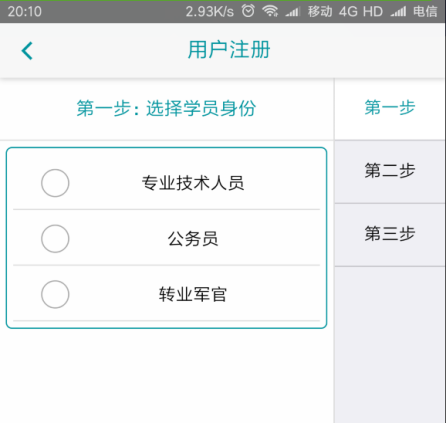 20:10 2.93K/s 移动 4G HD 电信
用户注册
第一步: 选择学员身份
第一步
专业技术人员
第二步
公务员
第三步
转业军官